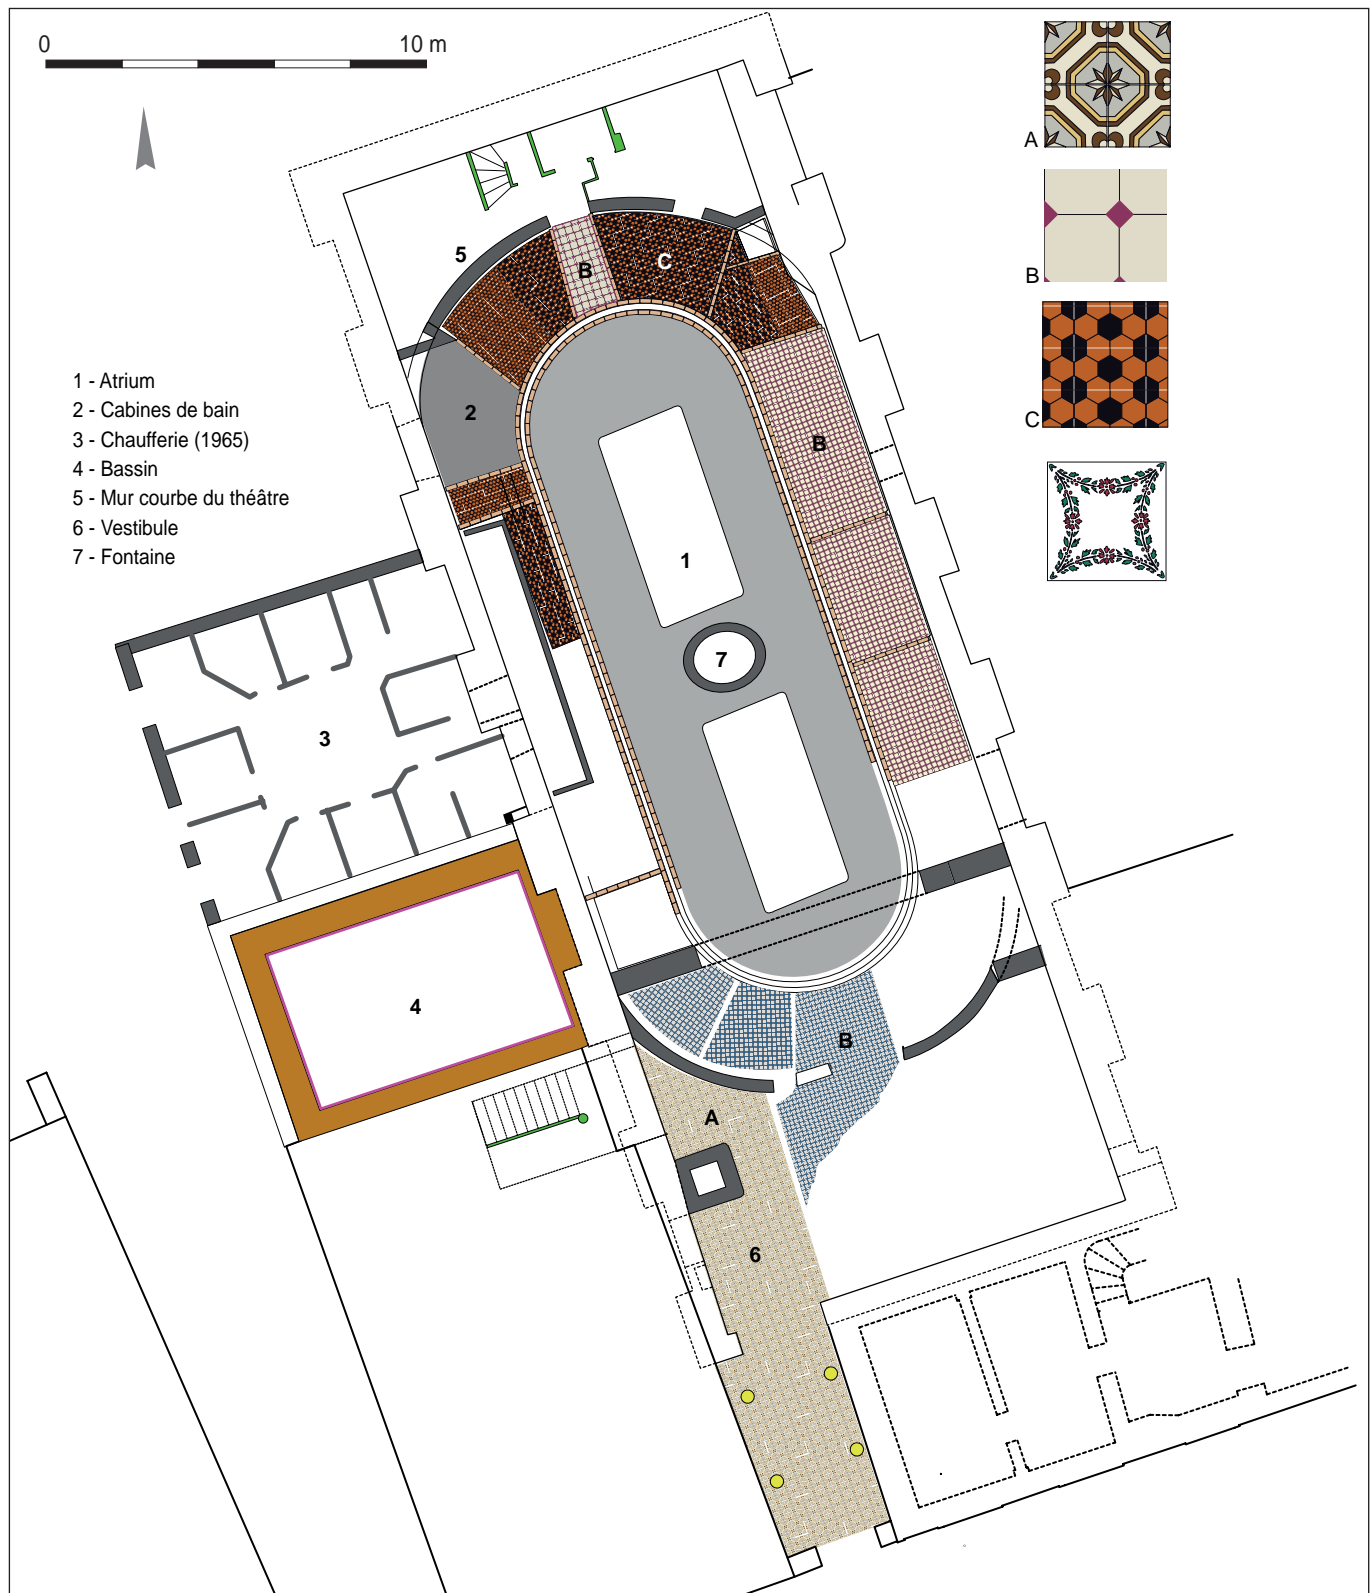 0 10 m
A
B
C
1 - Atrium
2 - Cabines de bain
3 - Chaufferie (1965)
4 - Bassin
5 - Mur courbe du théâtre
6 - Vestibule
7 - Fontaine
5
B
C
2
B
1
7
3
4
B
A
6